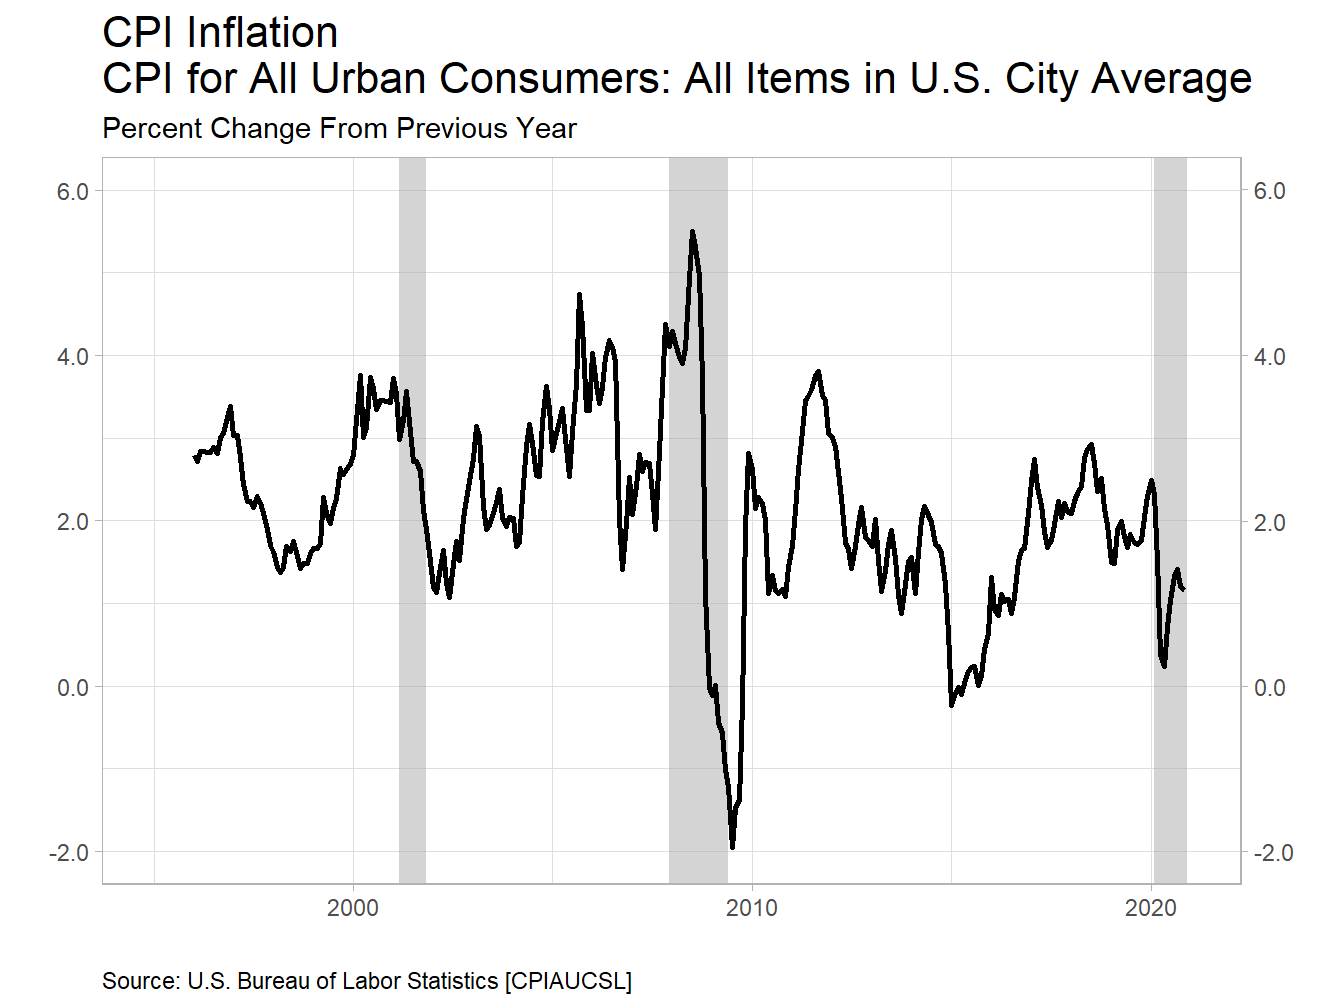 CPI Inflation
CPI for All Urban Consumers: All Items in U.S. City Average
Percent Change From Previous Year
6.0 6.0
4.0 4.0
2.0 2.0
0.0 0.0
-2.0 -2.0
2000 2010 2020
Source: U.S. Bureau of Labor Statistics [CPIAUCSL]